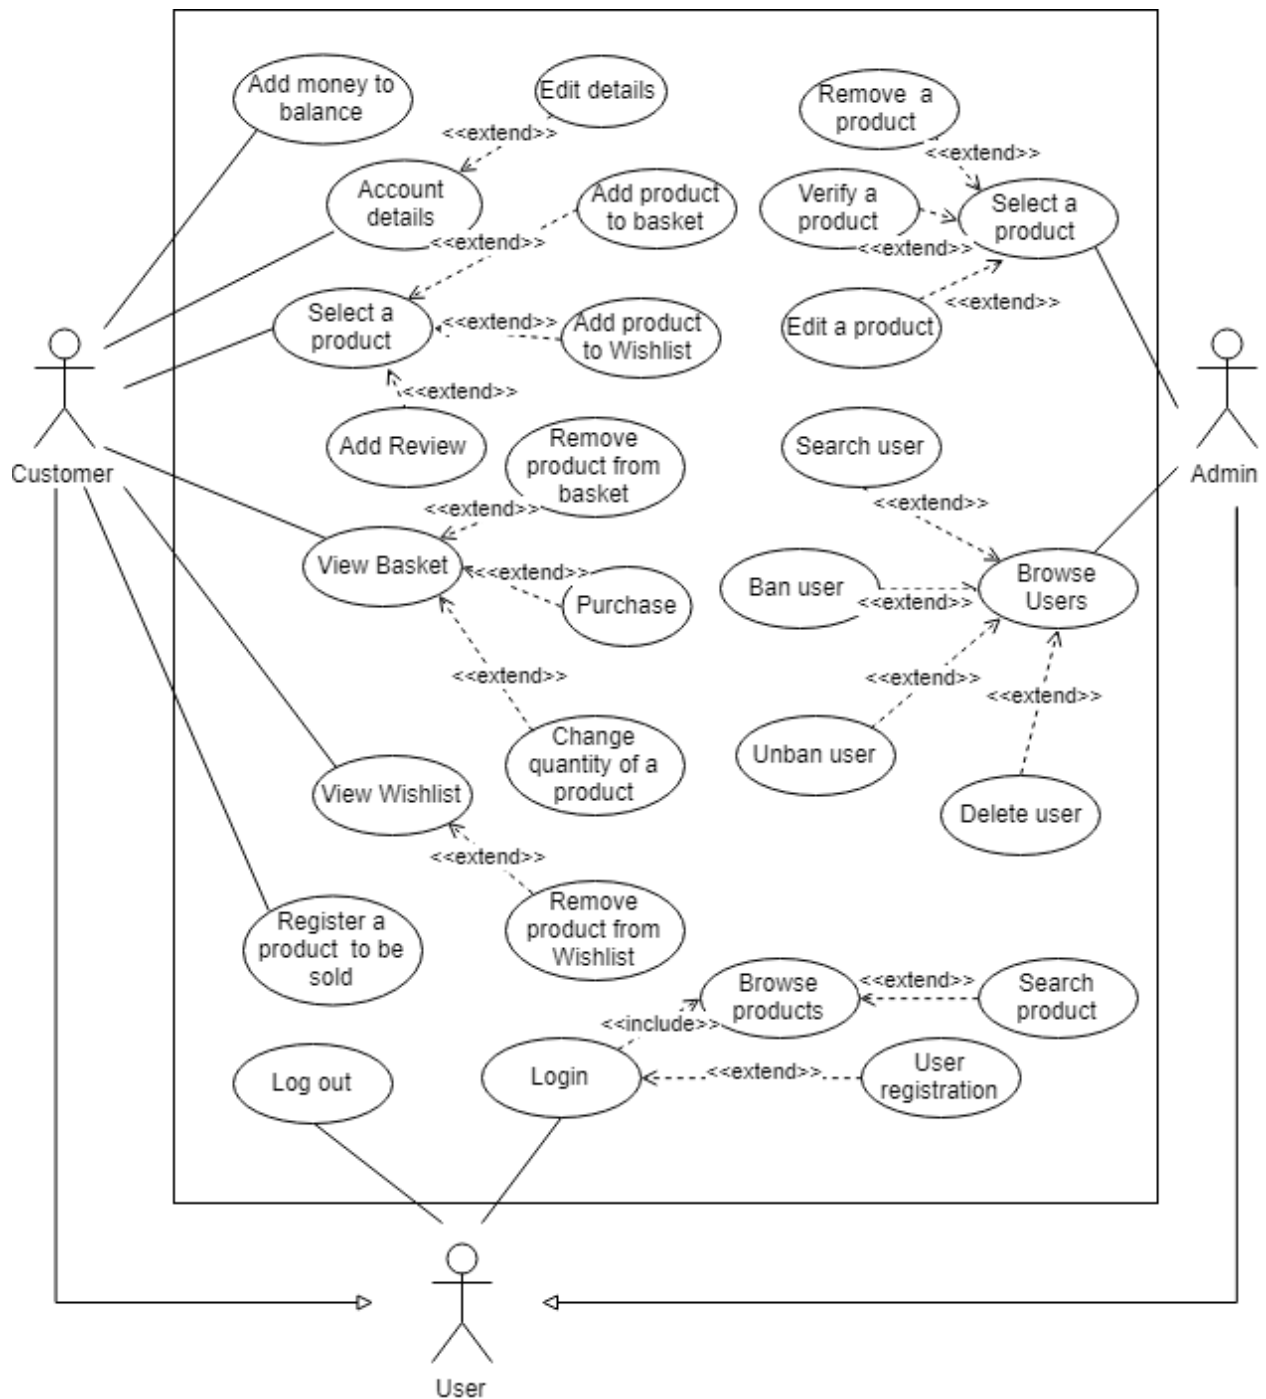 Add money to
balance
Edit details
<<extend>>
Account
details
Add product
to basket
<<extend>>
Select a
product
<<extend>>
Add product
to Wishlist
<<extend>>
Add Review
Remove
product from
basket
<<extend>>
View Basket
<<extend>>
Purchase
<<extend>>
Change
quantity of a
product
View Wishlist
<<extend>>
Remove
product from
Wishlist
Register a
product to be
sold
Customer
Remove a
product
<<extend>>
Verify a
product
Select a
product
<<extend>>
<<extend>>
Edit a product
Search user
<<extend>>
Admin
Ban user
<<extend>>
Browse
Users
<<extend>>
<<extend>>
Unban user
Delete user
Browse
products
<<extend>>
Search
product
<<include>>
Log out
Login
<<extend>>
User
registration
User